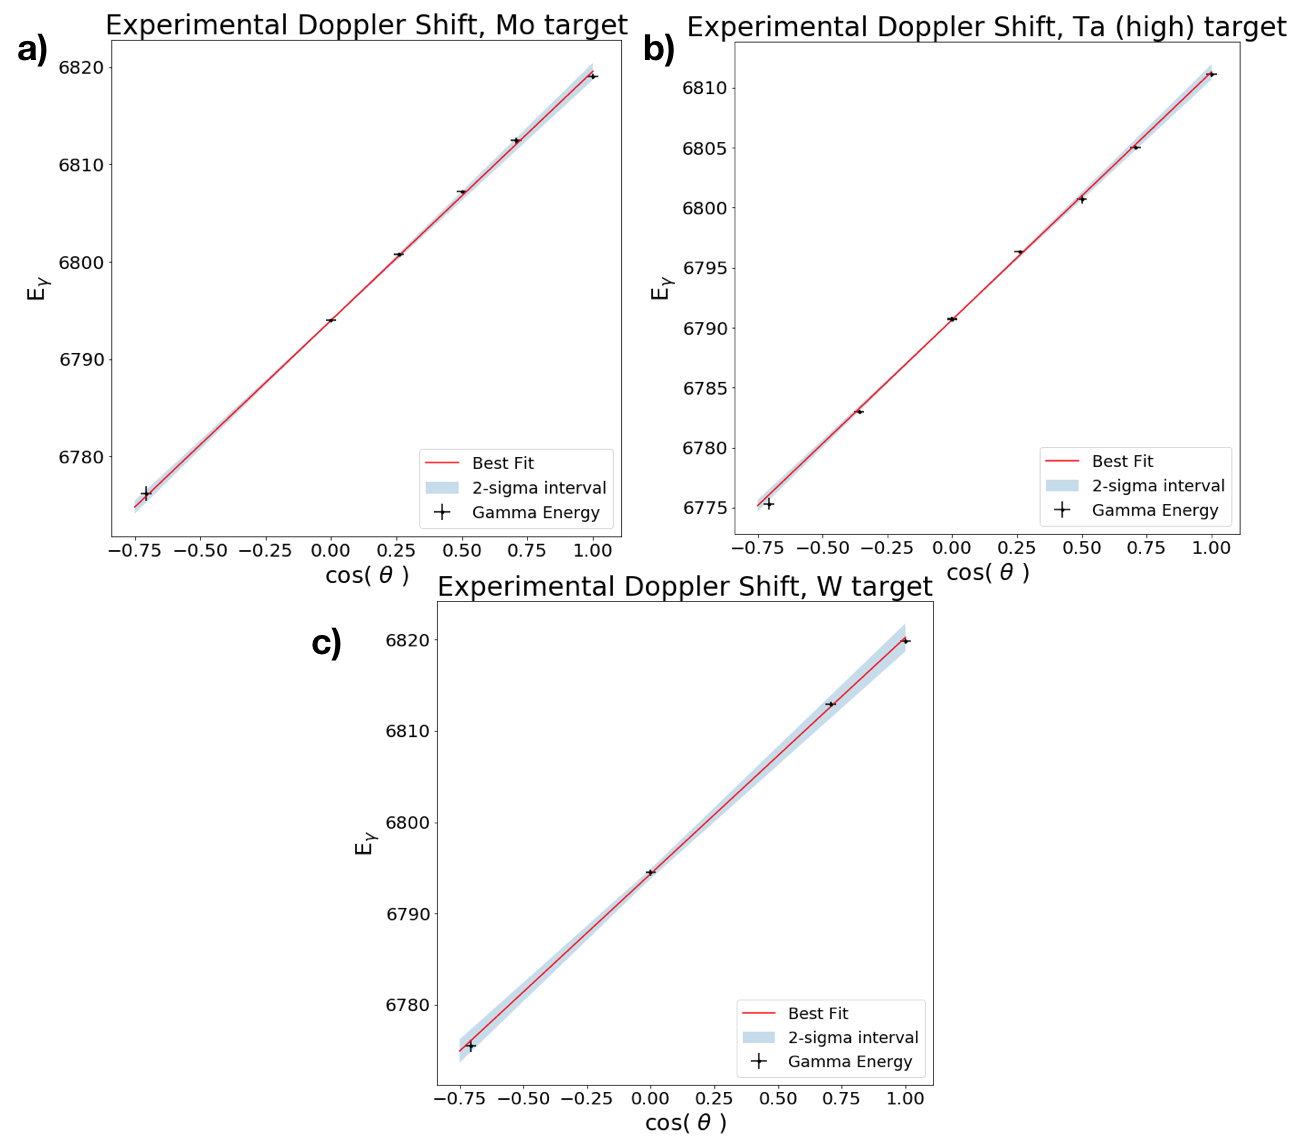 a)
Experimental Doppler Shift, Mo target
6820
6810
6800
6790
6780
Eγ
−0.75 −0.50 −0.25 0.00 0.25 0.50 0.75 1.00
cos( θ )
Best Fit
2-sigma interval
Gamma Energy
b)
Experimental Doppler Shift, Ta (high) target
6810
6805
6800
6795
6790
6785
6780
6775
Eγ
−0.75 −0.50 −0.25 0.00 0.25 0.50 0.75 1.00
cos( θ )
Best Fit
2-sigma interval
Gamma Energy
c)
Experimental Doppler Shift, W target
6820
6810
6800
6790
6780
Eγ
−0.75 −0.50 −0.25 0.00 0.25 0.50 0.75 1.00
cos( θ )
Best Fit
2-sigma interval
Gamma Energy